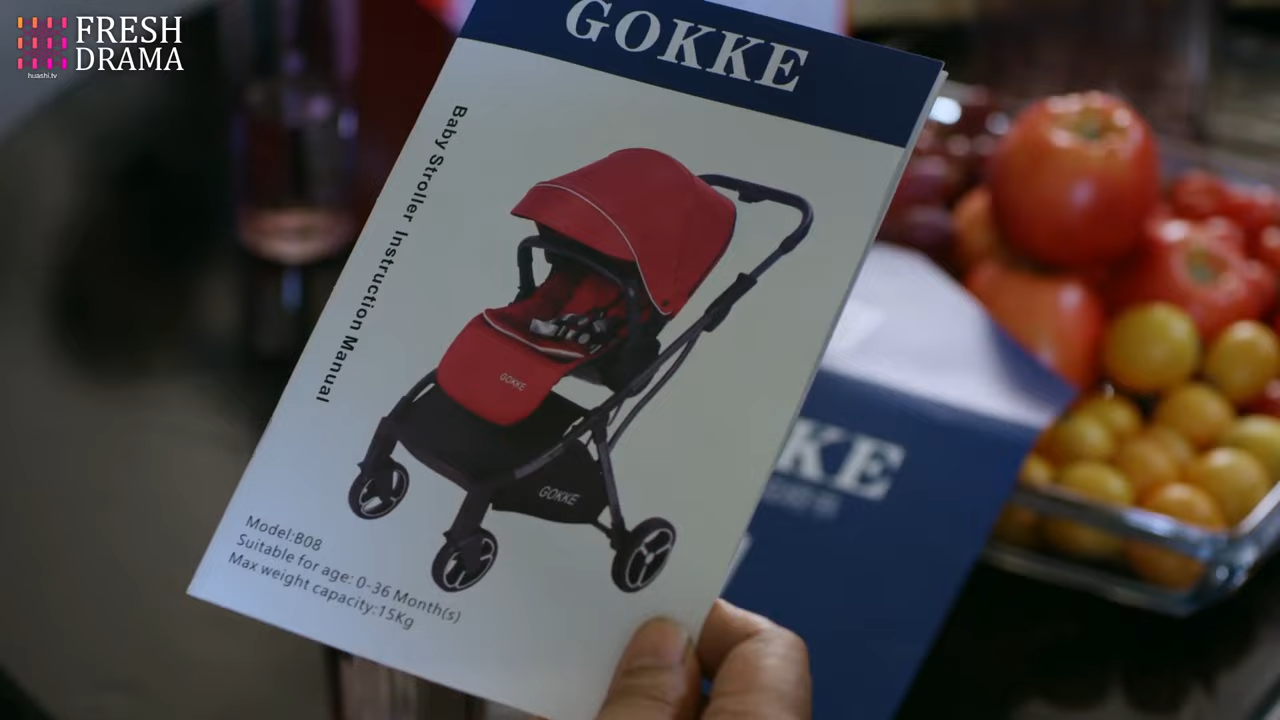 FRESH
DRAMA
huashi.tv
GOKKE
Baby Stroller Instruction Manual
GOKKE
GOKKE
Model:B08
Suitable for age: 0-36 Month(s)
Max weight capacity:15Kg
KE